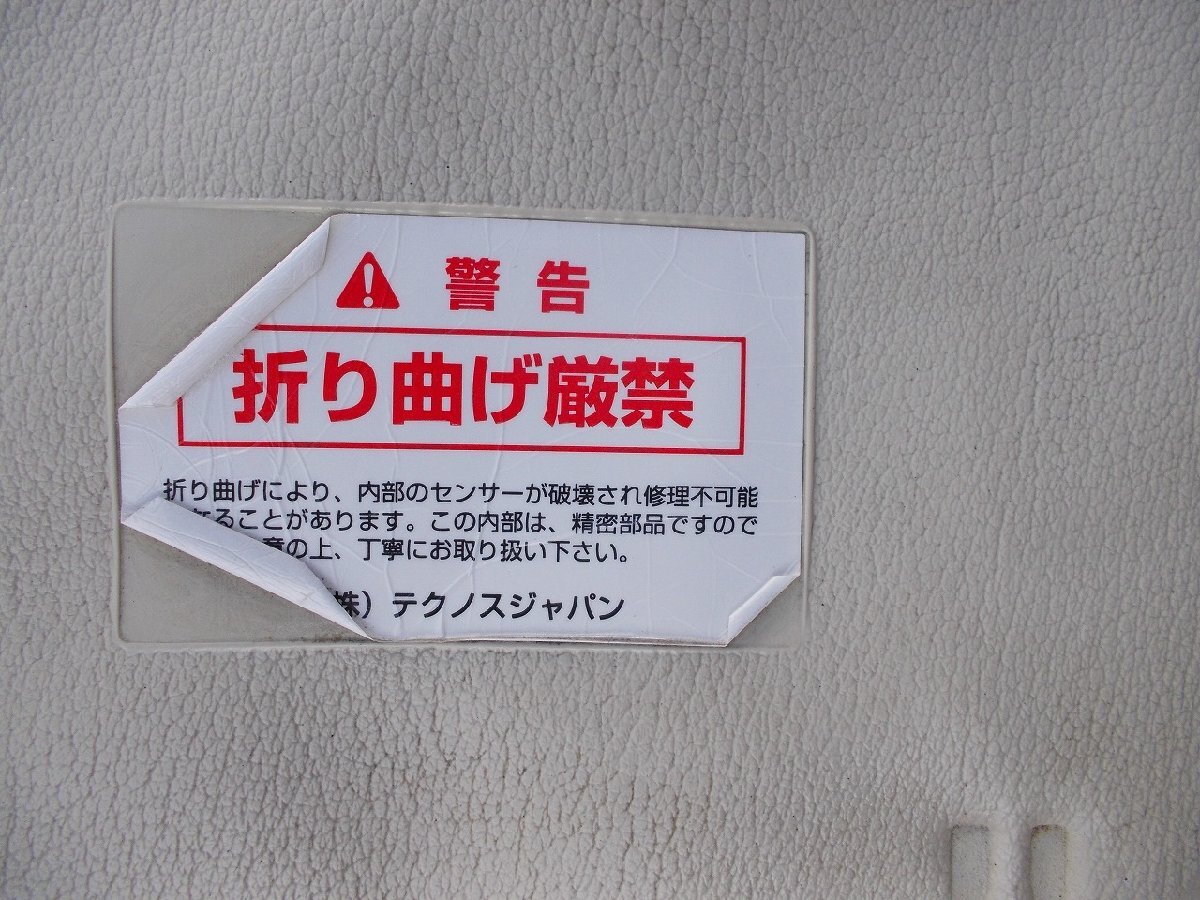 警告
折り曲げ厳禁
折り曲げにより、内部のセンサーが破壊され修理不可能
なることがあります。この内部は、精密部品ですので
意の上、丁寧にお取り扱い下さい。
株）テクノスジャパン